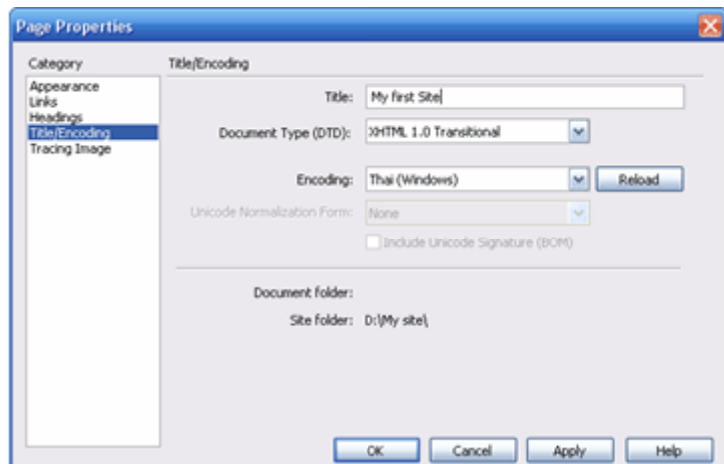 Page Properties
Category
Appearance
Links
Headings
Title/Encoding
Tracing Image
Title/Encoding
Title: My first Site
Document Type (DTD): XHTML 1.0 Transitional
Encoding: Thai (Windows) Reload
Unicode Normalization Form: None
Include Unicode Signature (BOM)
Document folder:
Site folder: D:\My site\
OK Cancel Apply Help